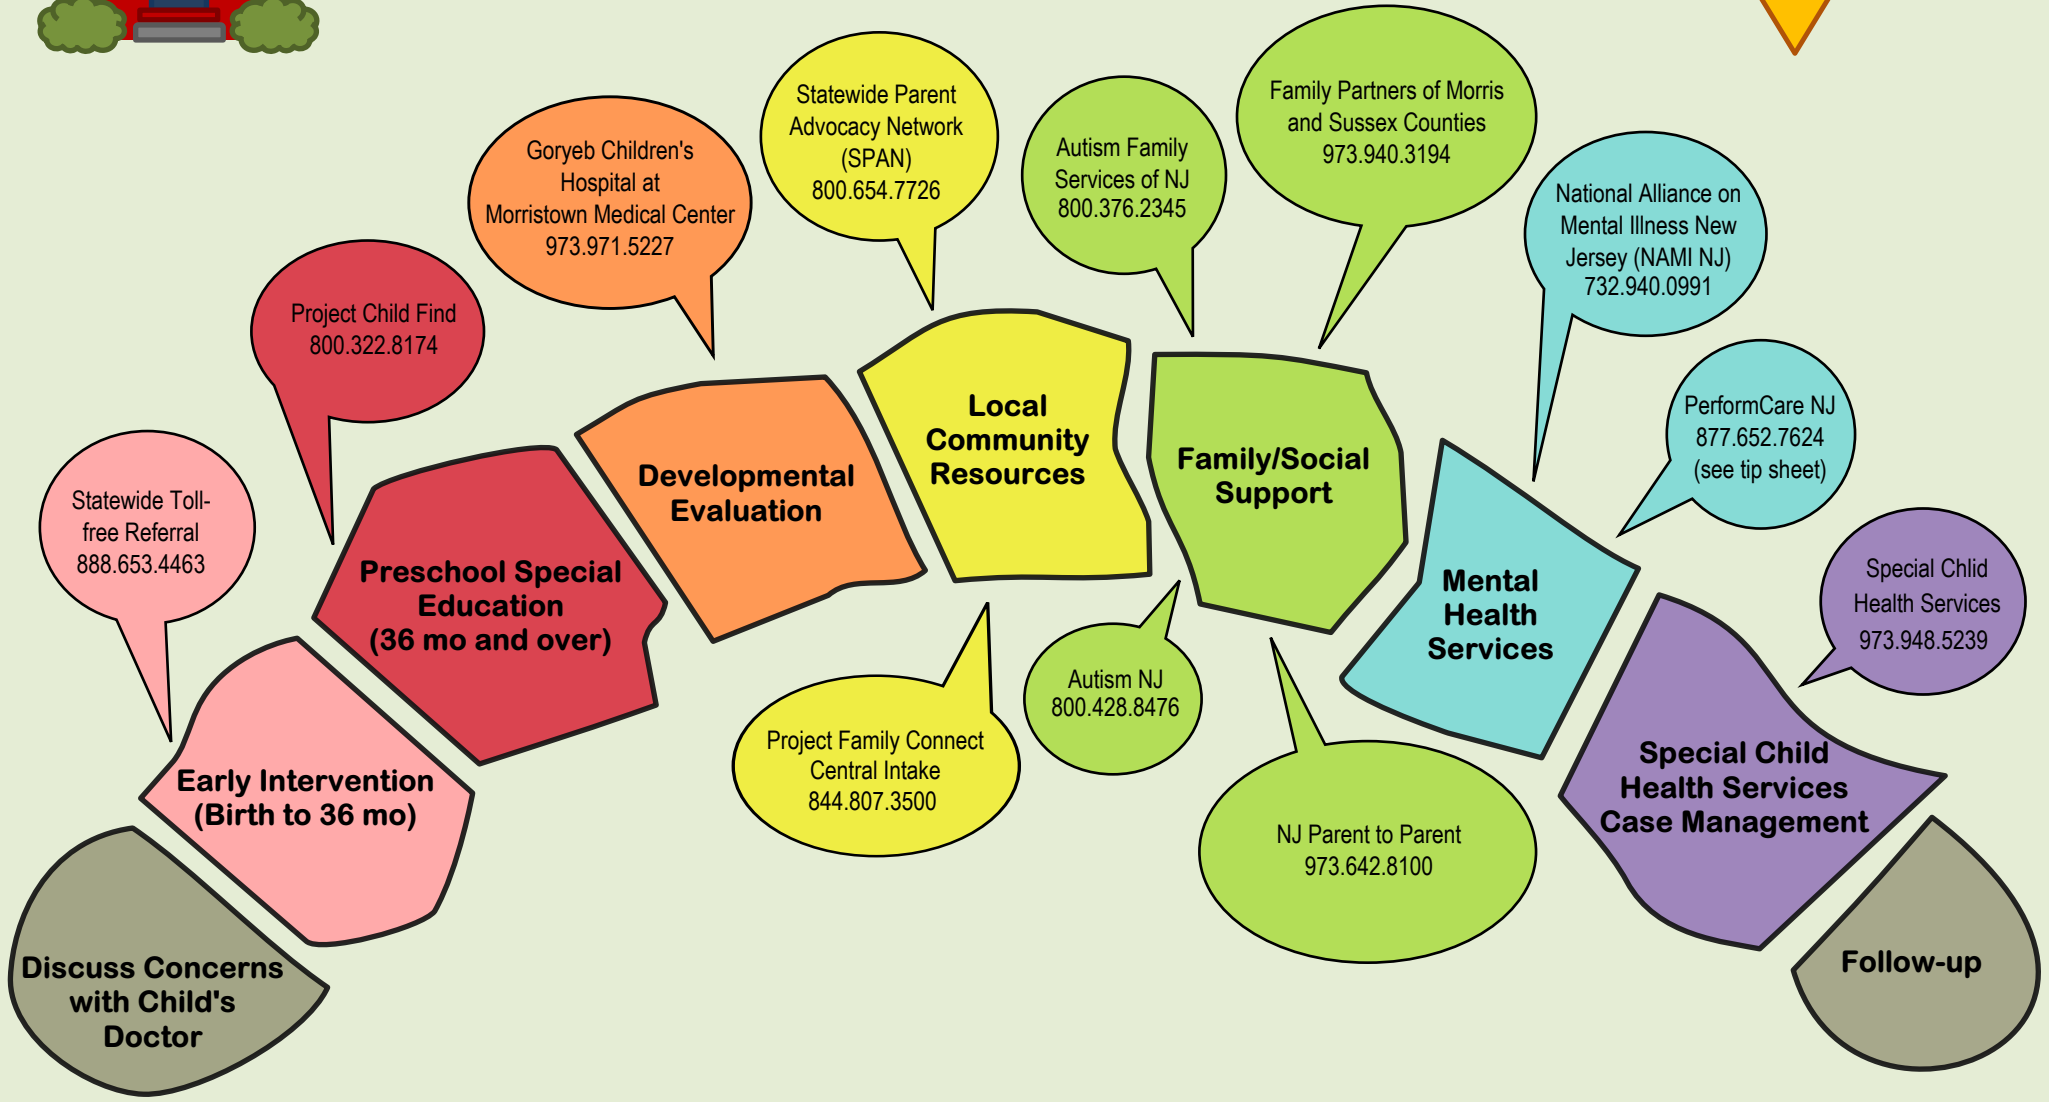 Statewide Parent
Advocacy Network
(SPAN)
800.654.7726
Family Partners of Morris
and Sussex Counties
973.940.3194
Goryeb Children's
Hospital at
Morristown Medical Center
973.971.5227
Autism Family
Services of NJ
800.376.2345
National Alliance on
Mental Illness New
Jersey (NAMI NJ)
732.940.0991
Project Child Find
800.322.8174
PerformCare NJ
877.652.7624
(see tip sheet)
Statewide Toll-
free Referral
888.653.4463
Special Chlid
Health Services
973.948.5239
Discuss Concerns
with Child's
Doctor
Early Intervention
(Birth to 36 mo)
Preschool Special
Education
(36 mo and over)
Developmental
Evaluation
Local
Community
Resources
Family/Social
Support
Mental
Health
Services
Special Child
Health Services
Case Management
Follow-up
Project Family Connect
Central Intake
844.807.3500
Autism NJ
800.428.8476
NJ Parent to Parent
973.642.8100